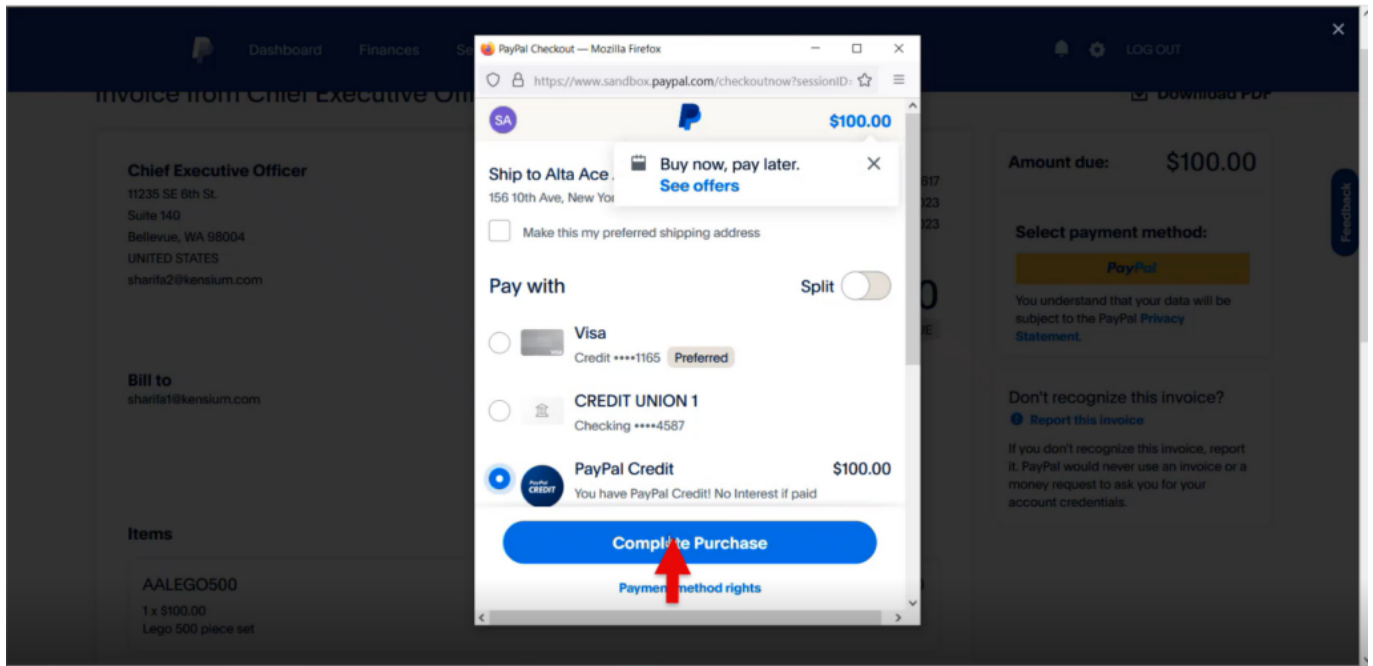 Dashboard Finances Se
LOG OUT
Invoice from Chief Executive Off
Download PDF
Chief Executive Officer
11235 SE 6th St.
Suite 140
Bellevue, WA 98004
UNITED STATES
sharifa2@kensium.com
Bill to
sharifa1@kensium.com
Items
AALEGO500
1 x $100.00
Lego 500 piece set
PayPal Checkout — Mozilla Firefox
https://www.sandbox.paypal.com/checkoutnow?sessionID:
SA
$100.00
Buy now, pay later.
See offers
Ship to Alta Ace
156 10th Ave, New Yor
Make this my preferred shipping address
Pay with Split
Visa
Credit ••••1165 Preferred
CREDIT UNION 1
Checking ••••4587
PayPal CREDIT
PayPal Credit $100.00
You have PayPal Credit! No Interest if paid
Complete Purchase
Payment method rights
617
023
023
Amount due: $100.00
Select payment method:
PayPal
You understand that your data will be
subject to the PayPal Privacy
Statement.
Don't recognize this invoice?
Report this invoice
If you don't recognize this invoice, report
it. PayPal would never use an invoice or a
money request to ask you for your
account credentials.
Feedback